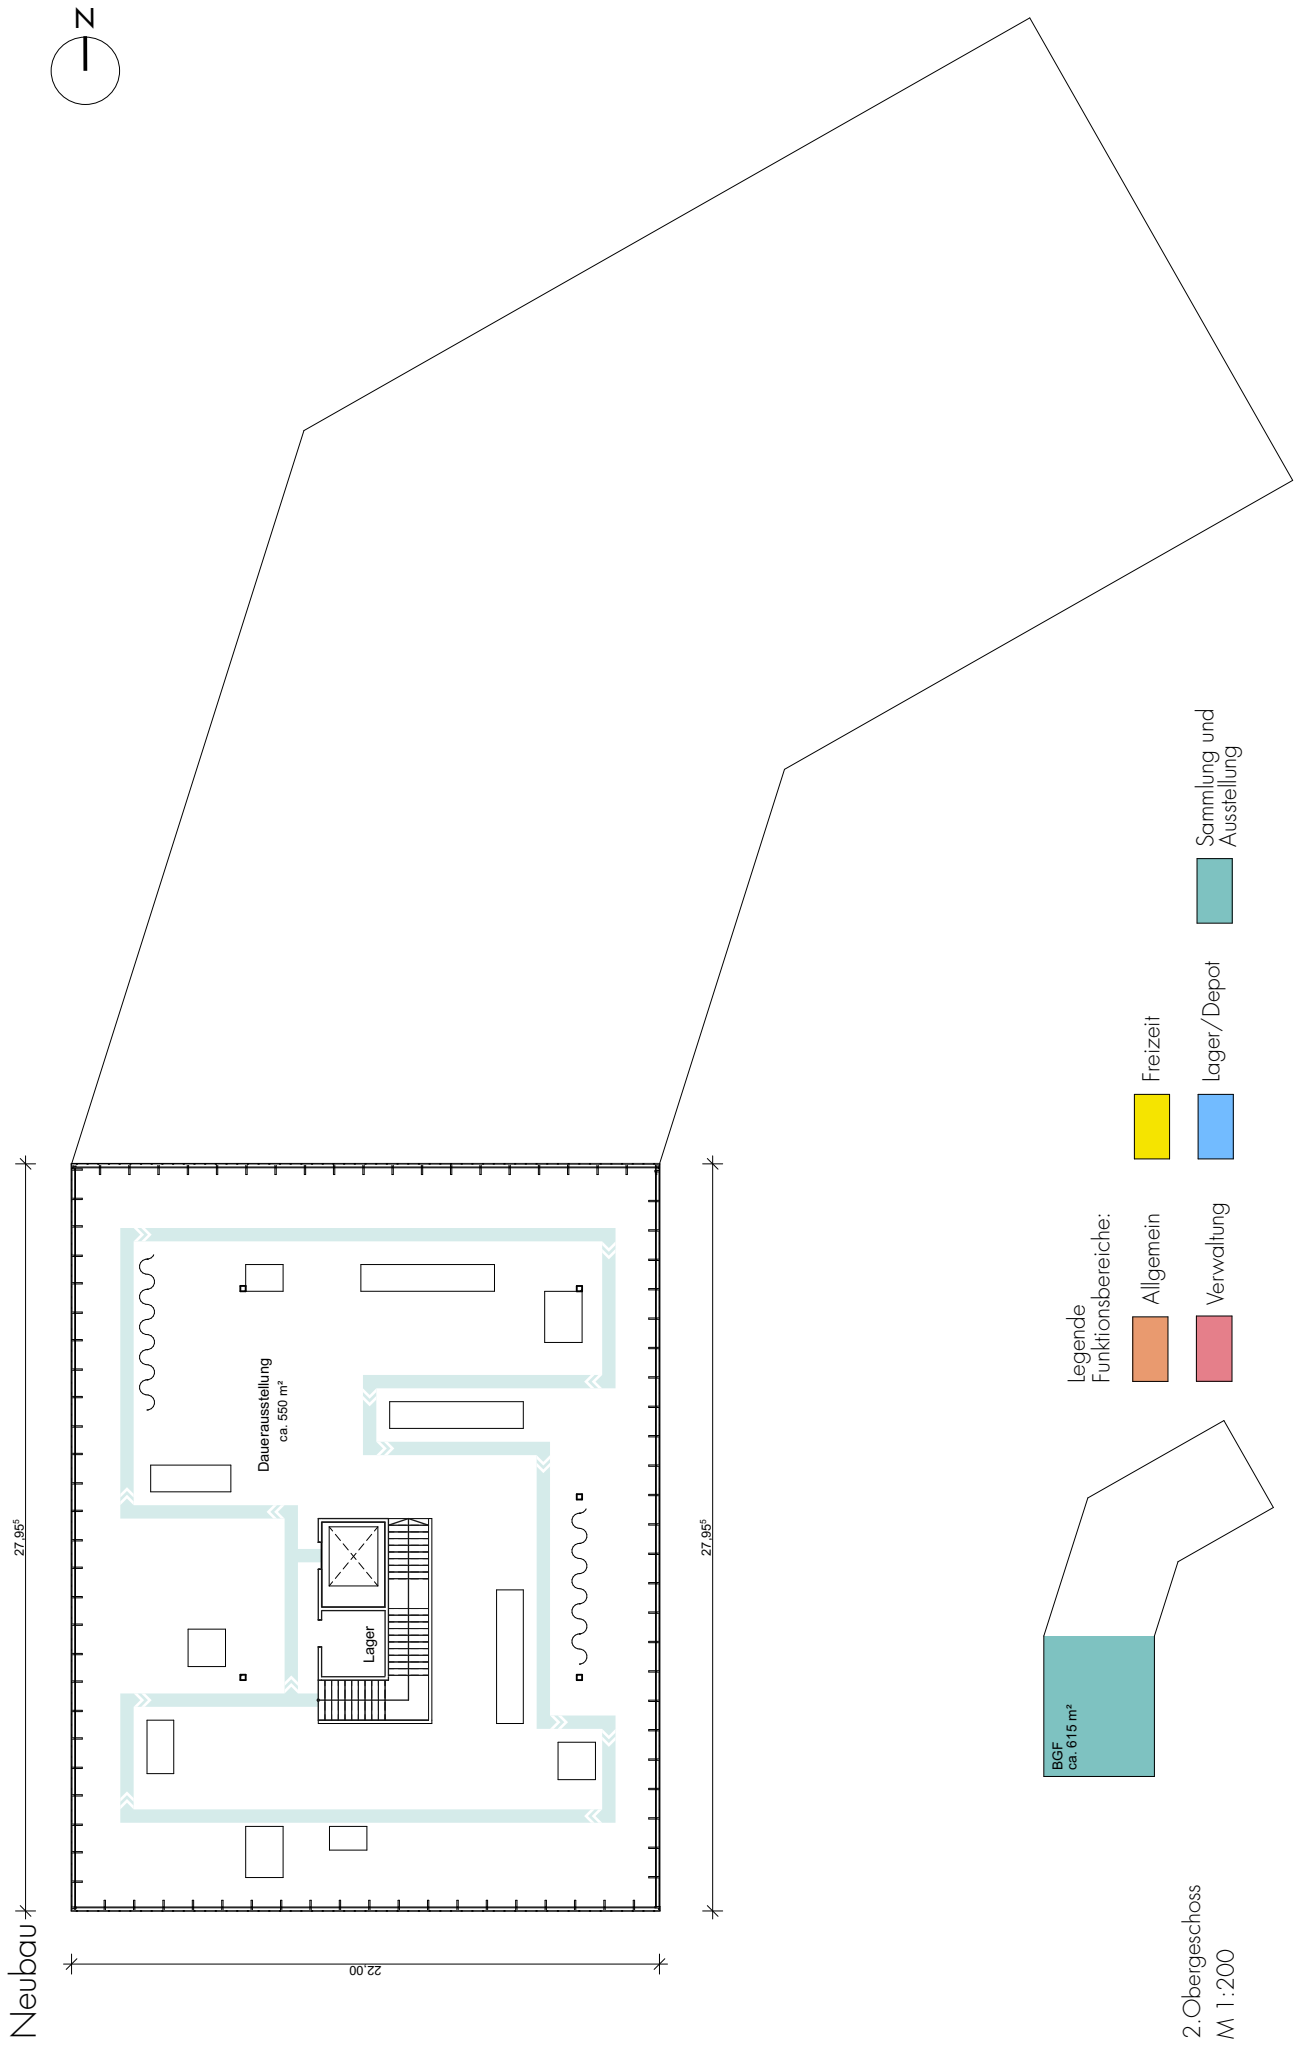 Neubau
N
27,95⁵
22,00
Dauerausstellung
ca. 550 m²
Lager
27,95⁵
2.Obergeschoss
M 1:200
BGF
ca. 615 m²
Legende
Funktionsbereiche:
Allgemein
Freizeit
Verwaltung
Lager/Depot
Sammlung und
Ausstellung